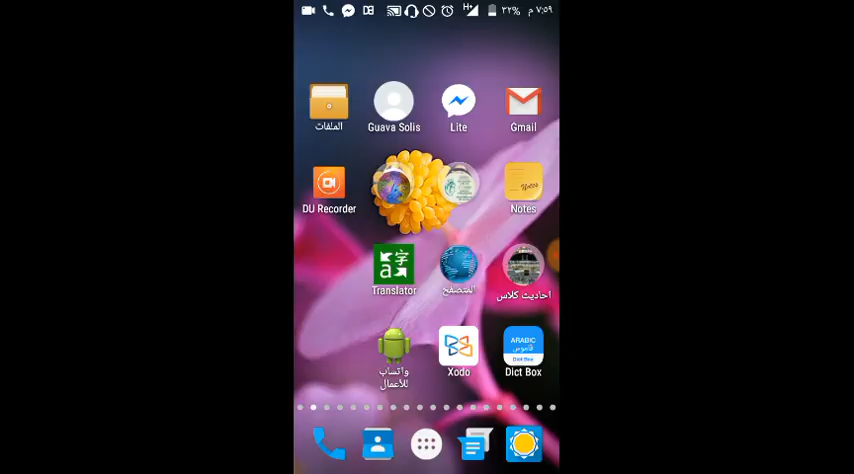 H+ ٣٢% ٧:٥٩ م
الملفات
Guava Solis
Lite
Gmail
DU Recorder
Notes
Notes
字
a
Translator
المتصفح
احاديث كلاس
واتساب
للأعمال
Xodo
ARABIC
قاموس
Dict Box
Dict Box